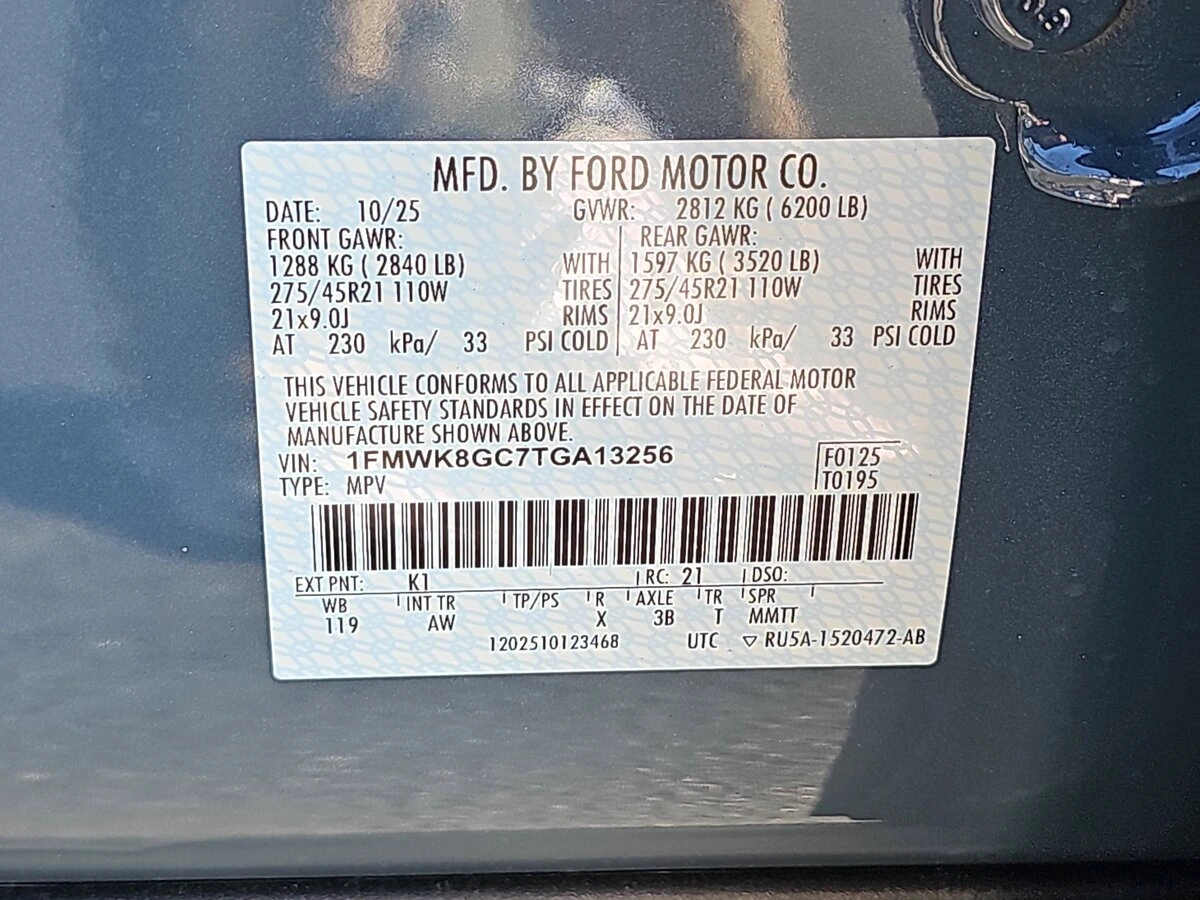 MFD. BY FORD MOTOR CO.
DATE: 10/25 GVWR: 2812 KG ( 6200 LB)
FRONT GAWR: REAR GAWR:
1288 KG ( 2840 LB) WITH 1597 KG ( 3520 LB) WITH
275/45R21 110W TIRES 275/45R21 110W TIRES
21x9.0J RIMS 21x9.0J RIMS
AT 230 kPa/ 33 PSI COLD AT 230 kPa/ 33 PSI COLD
THIS VEHICLE CONFORMS TO ALL APPLICABLE FEDERAL MOTOR
VEHICLE SAFETY STANDARDS IN EFFECT ON THE DATE OF
MANUFACTURE SHOWN ABOVE.
VIN: 1FMWK8GC7TGA13256 F0125
TYPE: MPV T0195
EXT PNT: K1 RC: 21 DSO:
WB INT TR TP/PS R AXLE TR SPR
119 AW X 3B T MMTT
1202510123468 UTC ▽ RU5A-1520472-AB